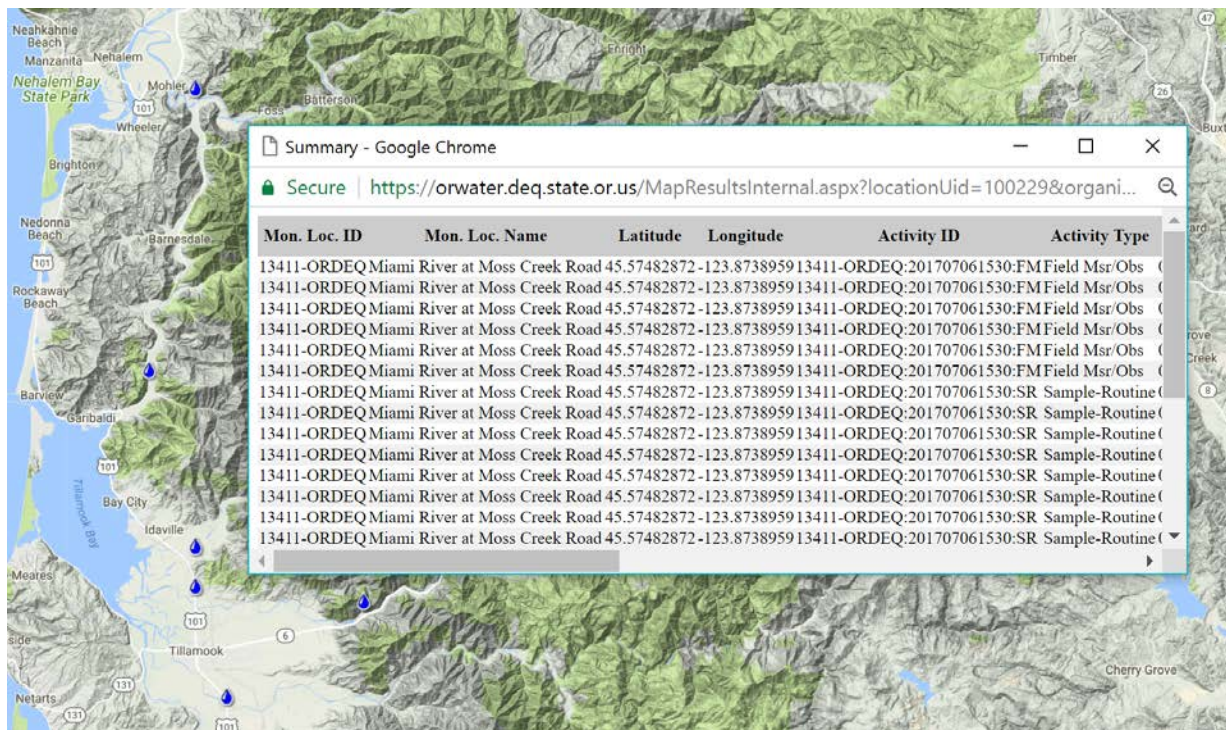 Neahkahnie
Beach
Manzanita
Nehalem
Nehalem Bay
State Park
Mohler
101
Foss
Batterson
Enright
Timber
47
26
Wheeler
Brighton
Nedonna
Beach
Barnesdale
101
Rockaway
Beach
Barview
Garibaldi
101
Tillamook Bay
Bay City
Idaville
Meares
101
6
Tillamook
131
Netarts
131
101
8
Cherry Grove
Summary - Google Chrome
Secure | https://orwater.deq.state.or.us/MapResultsInternal.aspx?locationUid=100229&organi...
Mon. Loc. ID Mon. Loc. Name Latitude Longitude Activity ID Activity Type
13411-ORDEQ Miami River at Moss Creek Road 45.57482872 -123.8738959 13411-ORDEQ:201707061530:FM Field Msr/Obs
13411-ORDEQ Miami River at Moss Creek Road 45.57482872 -123.8738959 13411-ORDEQ:201707061530:FM Field Msr/Obs
13411-ORDEQ Miami River at Moss Creek Road 45.57482872 -123.8738959 13411-ORDEQ:201707061530:FM Field Msr/Obs
13411-ORDEQ Miami River at Moss Creek Road 45.57482872 -123.8738959 13411-ORDEQ:201707061530:FM Field Msr/Obs
13411-ORDEQ Miami River at Moss Creek Road 45.57482872 -123.8738959 13411-ORDEQ:201707061530:FM Field Msr/Obs
13411-ORDEQ Miami River at Moss Creek Road 45.57482872 -123.8738959 13411-ORDEQ:201707061530:FM Field Msr/Obs
13411-ORDEQ Miami River at Moss Creek Road 45.57482872 -123.8738959 13411-ORDEQ:201707061530:SR Sample-Routine
13411-ORDEQ Miami River at Moss Creek Road 45.57482872 -123.8738959 13411-ORDEQ:201707061530:SR Sample-Routine
13411-ORDEQ Miami River at Moss Creek Road 45.57482872 -123.8738959 13411-ORDEQ:201707061530:SR Sample-Routine
13411-ORDEQ Miami River at Moss Creek Road 45.57482872 -123.8738959 13411-ORDEQ:201707061530:SR Sample-Routine
13411-ORDEQ Miami River at Moss Creek Road 45.57482872 -123.8738959 13411-ORDEQ:201707061530:SR Sample-Routine
13411-ORDEQ Miami River at Moss Creek Road 45.57482872 -123.8738959 13411-ORDEQ:201707061530:SR Sample-Routine
13411-ORDEQ Miami River at Moss Creek Road 45.57482872 -123.8738959 13411-ORDEQ:201707061530:SR Sample-Routine
13411-ORDEQ Miami River at Moss Creek Road 45.57482872 -123.8738959 13411-ORDEQ:201707061530:SR Sample-Routine